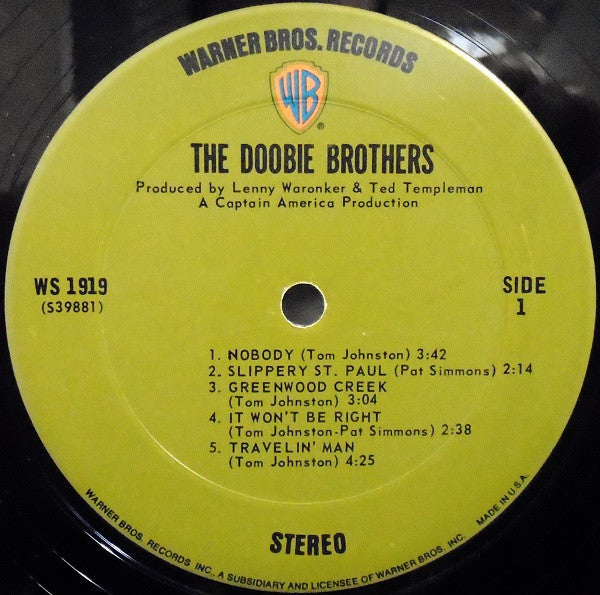 WARNER BROS. RECORDS
WB
®
THE DOOBIE BROTHERS
Produced by Lenny Waronker & Ted Templeman
A Captain America Production
WS 1919
(S39881)
SIDE
1
1. NOBODY (Tom Johnston) 3:42
2. SLIPPERY ST. PAUL (Pat Simmons) 2:14
3. GREENWOOD CREEK
(Tom Johnston) 3:04
4. IT WON'T BE RIGHT
(Tom Johnston-Pat Simmons) 2:38
5. TRAVELIN' MAN
(Tom Johnston) 4:25
STEREO
WARNER BROS. RECORDS INC., A SUBSIDIARY AND LICENSEE OF WARNER BROS. INC. MADE IN U.S.A.